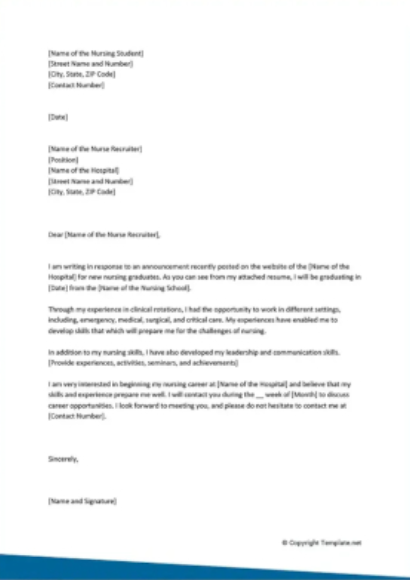 [Name of the Nursing Student]
[Street Name and Number]
[City, State, ZIP Code]
[Contact Number]
[Date]
[Name of the Nurse Recruiter]
[Position]
[Name of the Hospital]
[Street Name and Number]
[City, State, ZIP Code]
Dear [Name of the Nurse Recruiter],
I am writing in response to an announcement recently posted on the website of the [Name of the
Hospital] for new nursing graduates. As you can see from my attached resume, I will be graduating in
[Date] from the [Name of the Nursing School].
Through my experience in clinical rotations, I had the opportunity to work in different settings,
including, emergency, medical, surgical, and critical care. My experiences have enabled me to
develop skills that which will prepare me for the challenges of nursing.
In addition to my nursing skills, I have also developed my leadership and communication skills.
[Provide experiences, activities, seminars, and achievements]
I am very interested in beginning my nursing career at [Name of the Hospital] and believe that my
skills and experience prepare me well. I will contact you during the __ week of [Month] to discuss
career opportunities. I look forward to meeting you, and please do not hesitate to contact me at
[Contact Number].
Sincerely,
[Name and Signature]
© Copyright Template.net